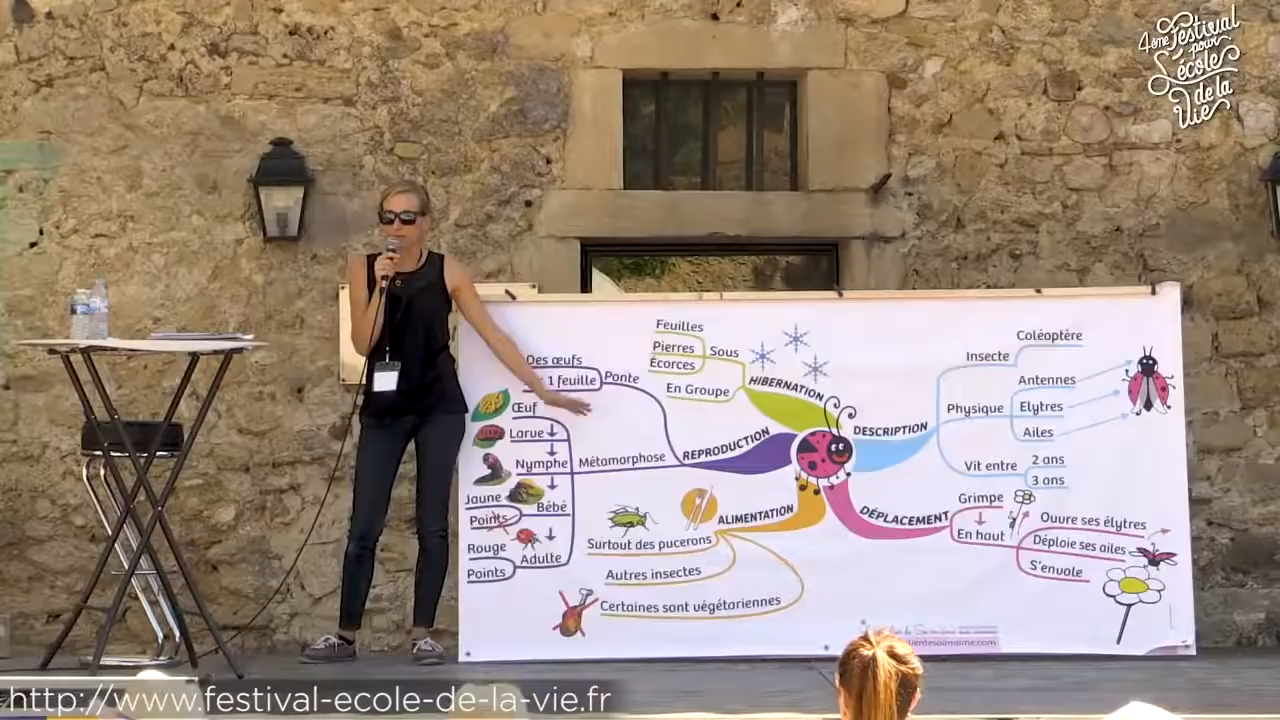 4ème Festival
pour
L'école
de la
Vie
Feuilles
Pierres
Écorces
Sous
En Groupe
HIBERNATION
Des œufs
1 feuille
Ponte
Œuf
Larve
Nymphe
Métamorphose
REPRODUCTION
Jaune
Points
Bébé
Rouge
Points
Adulte
ALIMENTATION
Surtout des pucerons
Autres insectes
Certaines sont végétariennes
DESCRIPTION
Insecte
Coléoptère
Physique
Antennes
Elytres
Ailes
Vit entre
2 ans
3 ans
DÉPLACEMENT
Grimpe
En haut
Ouvre ses élytres
Déploie ses ailes
S'envole
http://www.festival-ecole-de-la-vie.fr